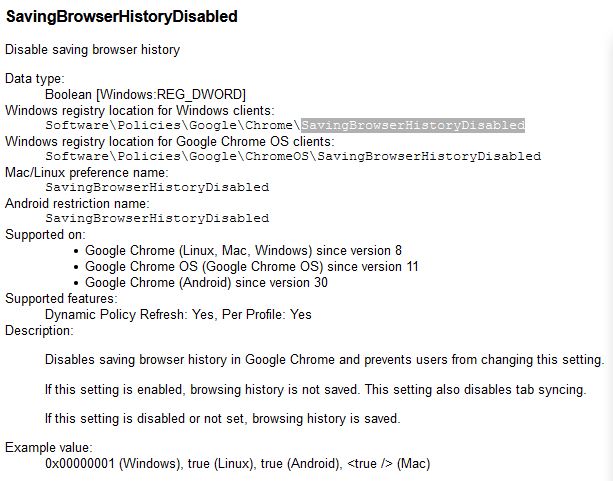 SavingBrowserHistoryDisabled
Disable saving browser history
Data type:
Boolean [Windows:REG_DWORD]
Windows registry location for Windows clients:
Software\Policies\Google\Chrome\SavingBrowserHistoryDisabled
Windows registry location for Google Chrome OS clients:
Software\Policies\Google\ChromeOS\SavingBrowserHistoryDisabled
Mac/Linux preference name:
SavingBrowserHistoryDisabled
Android restriction name:
SavingBrowserHistoryDisabled
Supported on:
• Google Chrome (Linux, Mac, Windows) since version 8
• Google Chrome OS (Google Chrome OS) since version 11
• Google Chrome (Android) since version 30
Supported features:
Dynamic Policy Refresh: Yes, Per Profile: Yes
Description:
Disables saving browser history in Google Chrome and prevents users from changing this setting.
If this setting is enabled, browsing history is not saved. This setting also disables tab syncing.
If this setting is disabled or not set, browsing history is saved.
Example value:
0x00000001 (Windows), true (Linux), true (Android), <true /> (Mac)